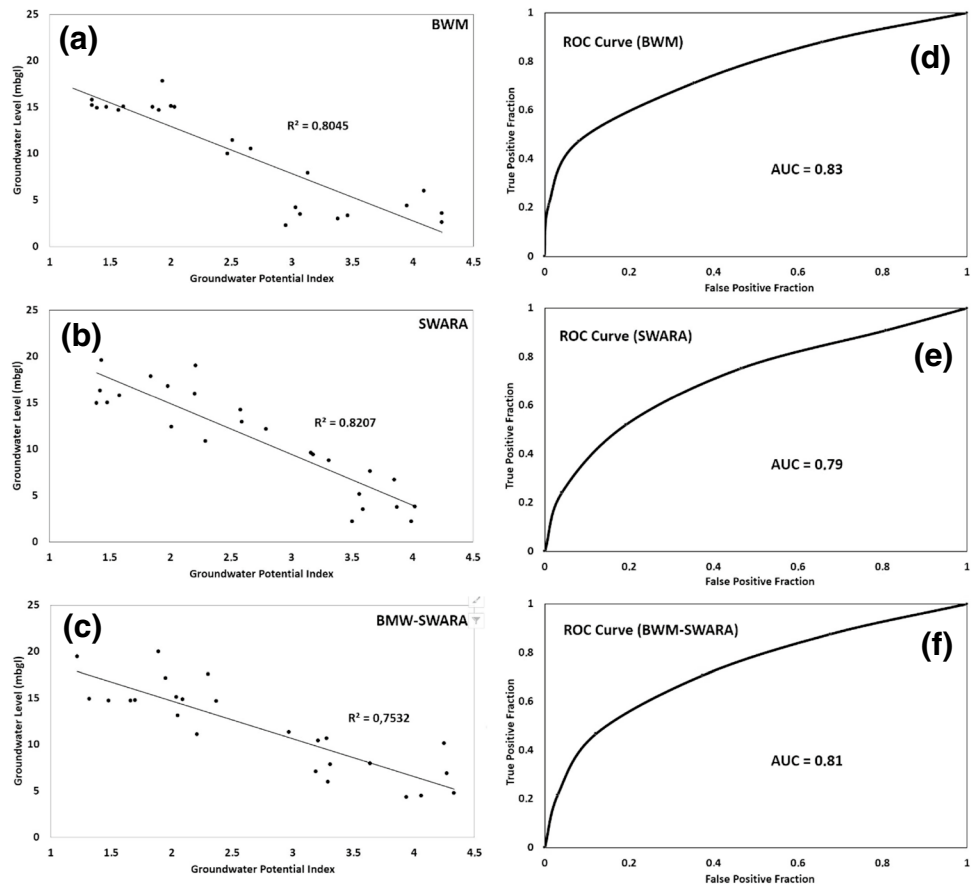 (a)
BWM
R² = 0.8045
Groundwater Level (mbgl)
25
20
15
10
5
0
1
1.5
2
2.5
3
3.5
4
4.5
Groundwater Potential Index
(d)
ROC Curve (BWM)
AUC = 0.83
True Positive Fraction
1
0.8
0.6
0.4
0.2
0
0
0.2
0.4
0.6
0.8
1
False Positive Fraction
(b)
SWARA
R² = 0.8207
Groundwater Level (mbgl)
25
20
15
10
5
0
1
1.5
2
2.5
3
3.5
4
4.5
Groundwater Potential Index
(e)
ROC Curve (SWARA)
AUC = 0.79
True Positive Fraction
1
0.8
0.6
0.4
0.2
0
0
0.2
0.4
0.6
0.8
1
False Positive Fraction
(c)
BMW-SWARA
R² = 0,7532
Groundwater Level (mbgl)
25
20
15
10
5
0
1
1.5
2
2.5
3
3.5
4
4.5
Groundwater Potential Index
(f)
ROC Curve (BWM-SWARA)
AUC = 0.81
True Positive Fraction
1
0.8
0.6
0.4
0.2
0
0
0.2
0.4
0.6
0.8
1
False Positive Fraction